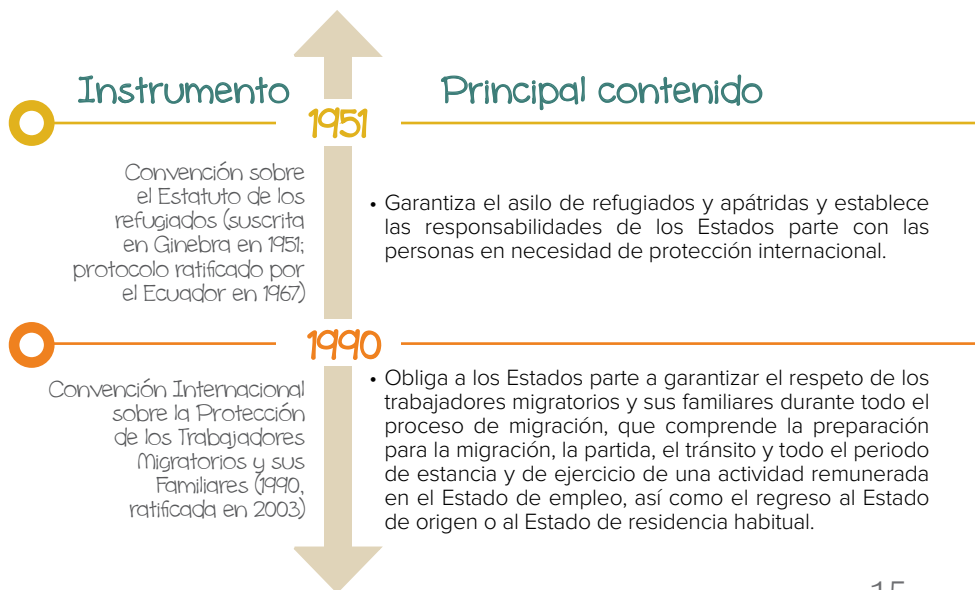 Instrumento
Principal contenido
1951
Convención sobre
el Estatuto de los
refugiados (suscrita
en Ginebra en 1951;
protocolo ratificado por
el Ecuador en 1967)
• Garantiza el asilo de refugiados y apátridas y establece
las responsabilidades de los Estados parte con las
personas en necesidad de protección internacional.
1990
Convención Internacional
sobre la Protección
de los Trabajadores
Migratorios y sus
Familiares (1990,
ratificada en 2003)
• Obliga a los Estados parte a garantizar el respeto de los
trabajadores migratorios y sus familiares durante todo el
proceso de migración, que comprende la preparación
para la migración, la partida, el tránsito y todo el periodo
de estancia y de ejercicio de una actividad remunerada
en el Estado de empleo, así como el regreso al Estado
de origen o al Estado de residencia habitual.
15